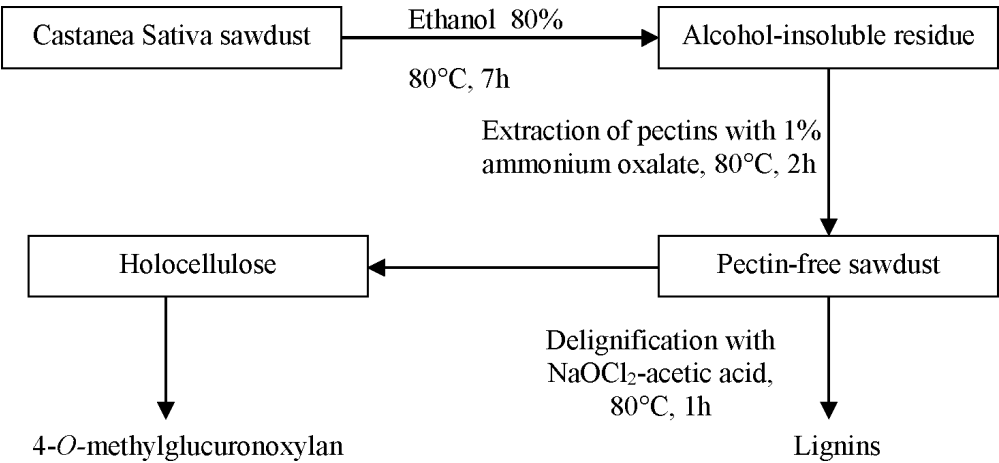 Castanea Sativa sawdust
Ethanol 80%
80°C, 7h
Alcohol-insoluble residue
Extraction of pectins with 1%
ammonium oxalate, 80°C, 2h
Holocellulose
Pectin-free sawdust
Delignification with
NaOCl₂-acetic acid,
80°C, 1h
4-O-methylglucuronoxylan
Lignins